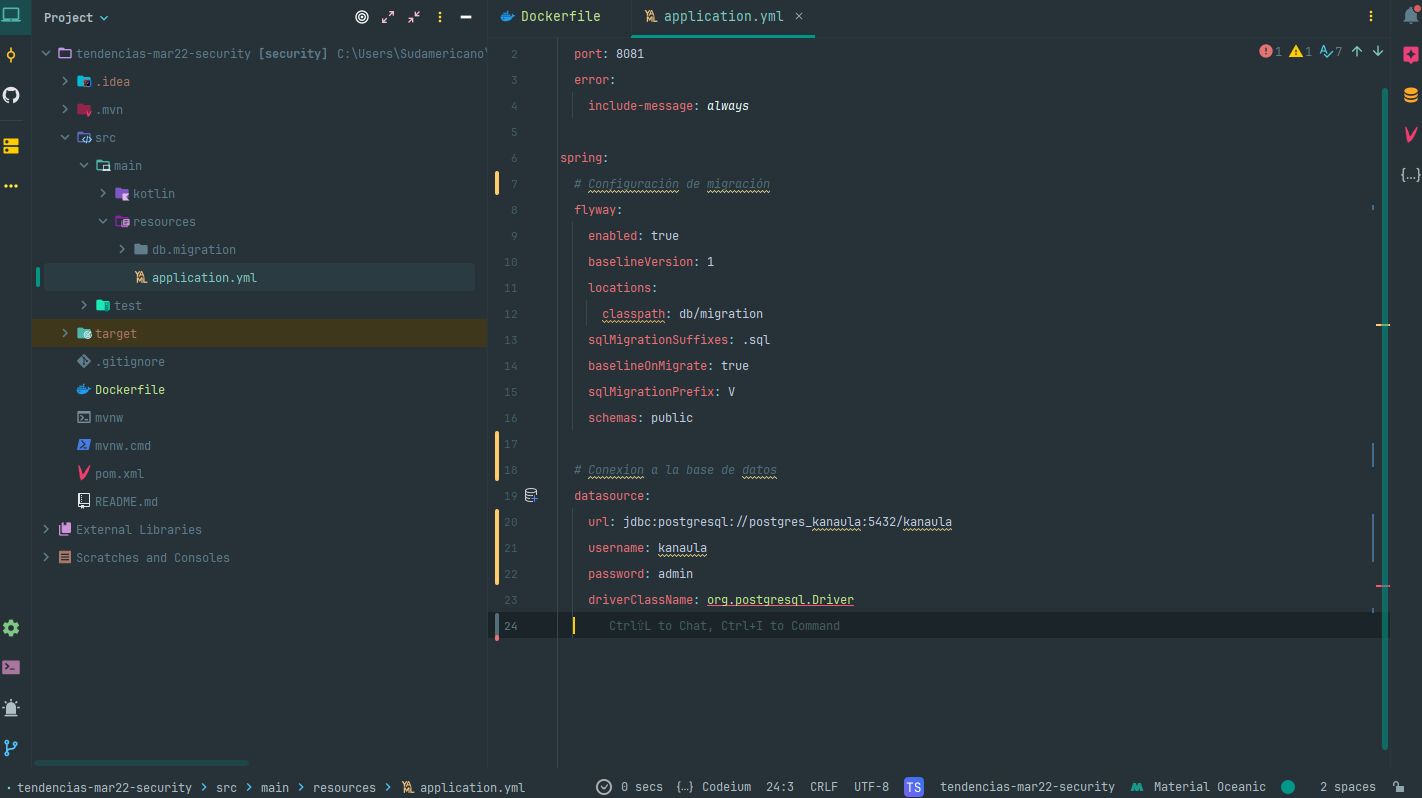 Project
Dockerfile
application.yml
tendencias-mar22-security [security] C:\Users\Sudamericano\
.idea
.mvn
src
main
kotlin
resources
db.migration
application.yml
test
target
.gitignore
Dockerfile
mvnw
mvnw.cmd
pom.xml
README.md
External Libraries
Scratches and Consoles
1 1 7
2 port: 8081
3 error:
4 include-message: always
5
6 spring:
7 # Configuración de migración
8 flyway:
9 enabled: true
10 baselineVersion: 1
11 locations:
12 classpath: db/migration
13 sqlMigrationSuffixes: .sql
14 baselineOnMigrate: true
15 sqlMigrationPrefix: V
16 schemas: public
17
18 # Conexion a la base de datos
19 datasource:
20 url: jdbc:postgresql://postgres_kanaula:5432/kanaula
21 username: kanaula
22 password: admin
23 driverClassName: org.postgresql.Driver
24 Ctrl⇧L to Chat, Ctrl+I to Command
tendencias-mar22-security > src > main > resources > application.yml
0 secs {...} Codeium 24:3 CRLF UTF-8 TS tendencias-mar22-security Material Oceanic 2 spaces